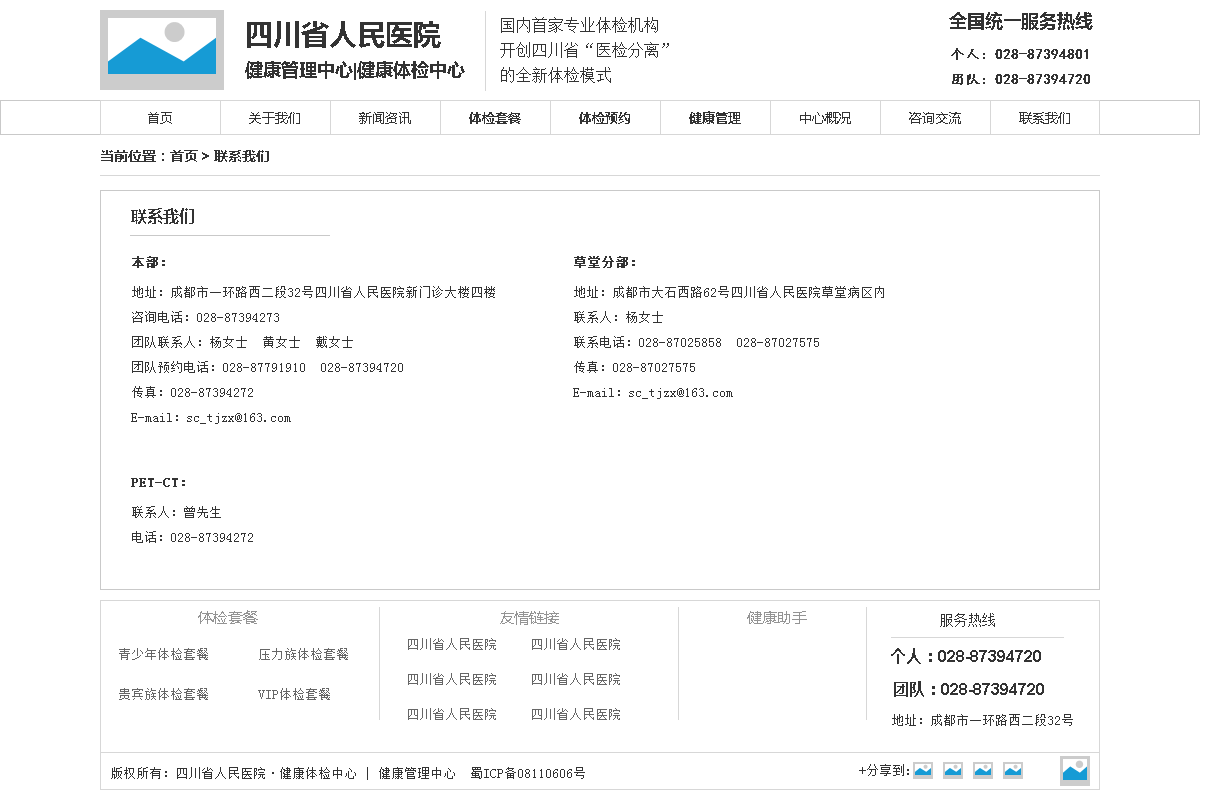 四川省人民医院
健康管理中心|健康体检中心
国内首家专业体检机构
开创四川省“医检分离”
的全新体检模式
全国统一服务热线
个人：028-87394801
团队：028-87394720
首页 关于我们 新闻资讯 体检套餐 体检预约 健康管理 中心概况 咨询交流 联系我们
当前位置：首页 > 联系我们
联系我们
本部：
地址：成都市一环路西二段32号四川省人民医院新门诊大楼四楼
咨询电话：028-87394273
团队联系人：杨女士 黄女士 戴女士
团队预约电话：028-87791910 028-87394720
传真：028-87394272
E-mail：sc_tjzx@163.com
草堂分部：
地址：成都市大石西路62号四川省人民医院草堂病区内
联系人：杨女士
联系电话：028-87025858 028-87027575
传真：028-87027575
E-mail：sc_tjzx@163.com
PET-CT：
联系人：曾先生
电话：028-87394272
体检套餐
青少年体检套餐 压力族体检套餐
贵宾族体检套餐 VIP体检套餐
友情链接
四川省人民医院 四川省人民医院
四川省人民医院 四川省人民医院
四川省人民医院 四川省人民医院
健康助手
服务热线
个人：028-87394720
团队：028-87394720
地址：成都市一环路西二段32号
版权所有：四川省人民医院·健康体检中心 | 健康管理中心 蜀ICP备08110606号
+分享到: